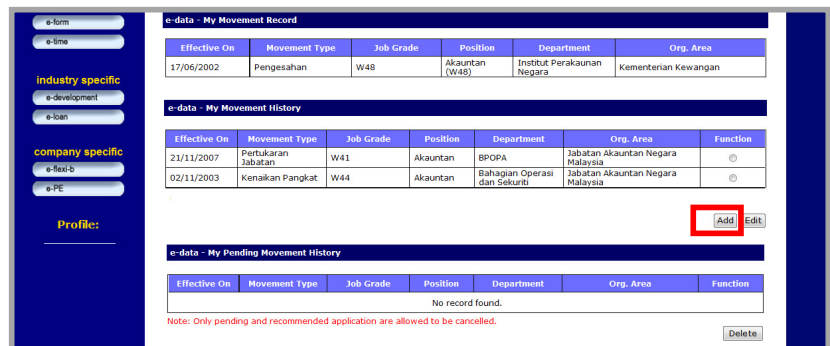 e-form
e-time
industry specific
e-development
e-loan
company specific
e-flexi-b
e-PE
Profile:
e-data - My Movement Record
Effective On Movement Type Job Grade Position Department Org. Area
17/06/2002 Pengesahan W48 Akauntan (W48) Institut Perakaunan Negara Kementerian Kewangan
e-data - My Movement History
Effective On Movement Type Job Grade Position Department Org. Area Function
21/11/2007 Pertukaran Jabatan W41 Akauntan BPOPA Jabatan Akauntan Negara Malaysia
02/11/2003 Kenaikan Pangkat W44 Akauntan Bahagian Operasi dan Sekuriti Jabatan Akauntan Negara Malaysia
Add Edit
e-data - My Pending Movement History
Effective On Movement Type Job Grade Position Department Org. Area Function
No record found.
Note: Only pending and recommended application are allowed to be cancelled.
Delete